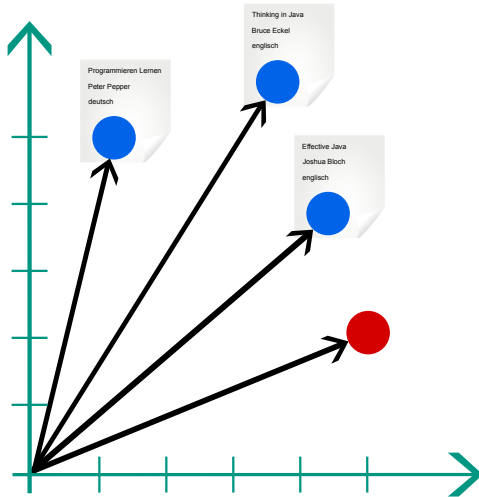 Thinking in Java
Bruce Eckel
englisch
Programmieren Lernen
Peter Pepper
deutsch
Effective Java
Joshua Bloch
englisch